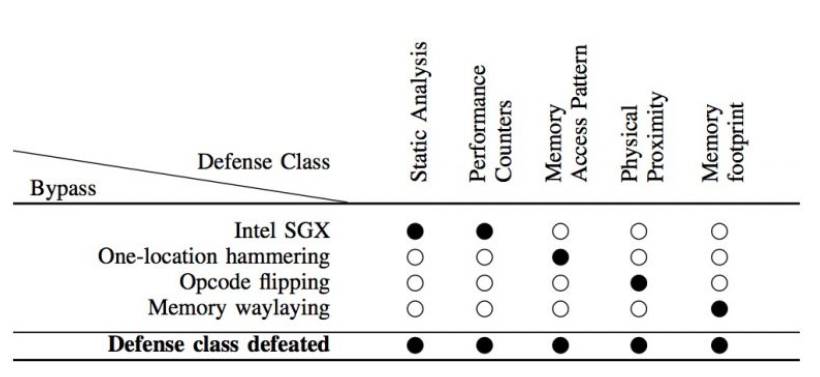 Defense Class
Bypass
Static Analysis
Performance
Counters
Memory
Access Pattern
Physical
Proximity
Memory
footprint
Intel SGX ● ● ○ ○ ○
One-location hammering ○ ○ ● ○ ○
Opcode flipping ○ ○ ○ ● ○
Memory waylaying ○ ○ ○ ○ ●
Defense class defeated ● ● ● ● ●